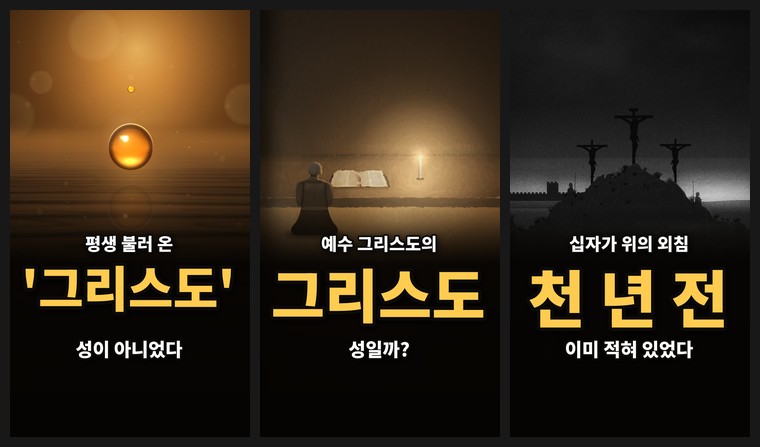 평생 불러 온
'그리스도'
성이 아니었다
예수 그리스도의
그리스도
성일까?
십자가 위의 외침
천 년 전
이미 적혀 있었다